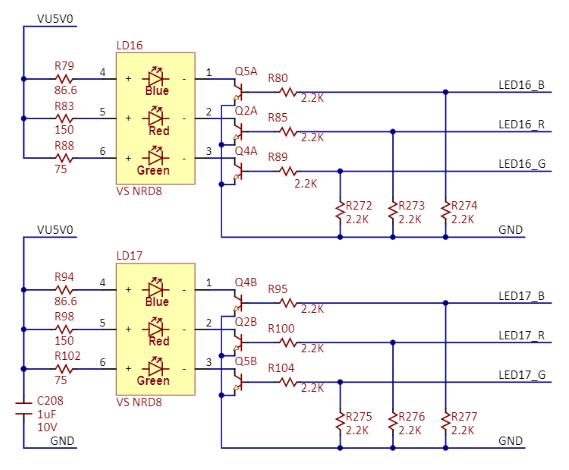 VU5V0
LD16
R79 4 + Blue - 1 Q5A R80 LED16_B
86.6 2.2K
R83 5 + Red - 2 Q2A R85 LED16_R
150 2.2K
R88 6 + Green - 3 Q4A R89 LED16_G
75 2.2K
VS NRD8
R272 R273 R274
2.2K 2.2K 2.2K
GND
VU5V0
LD17
R94 4 + Blue - 1 Q4B R95 LED17_B
86.6 2.2K
R98 5 + Red - 2 Q2B R100 LED17_R
150 2.2K
R102 6 + Green - 3 Q5B R104 LED17_G
75 2.2K
VS NRD8
C208
1uF
10V
R275 R276 R277
2.2K 2.2K 2.2K
GND GND